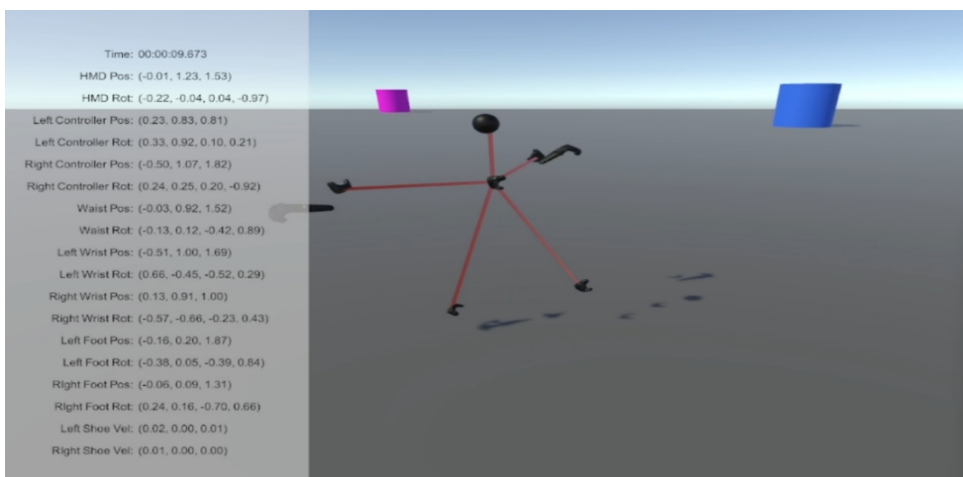 Time: 00:00:09.673
HMD Pos: (-0.01, 1.23, 1.53)
HMD Rot: (-0.22, -0.04, 0.04, -0.97)
Left Controller Pos: (0.23, 0.83, 0.81)
Left Controller Rot: (0.33, 0.92, 0.10, 0.21)
Right Controller Pos: (-0.50, 1.07, 1.82)
Right Controller Rot: (0.24, 0.25, 0.20, -0.92)
Waist Pos: (-0.03, 0.92, 1.52)
Waist Rot: (-0.13, 0.12, -0.42, 0.89)
Left Wrist Pos: (-0.51, 1.00, 1.69)
Left Wrist Rot: (0.66, -0.45, -0.52, 0.29)
Right Wrist Pos: (0.13, 0.91, 1.00)
Right Wrist Rot: (-0.57, -0.66, -0.23, 0.43)
Left Foot Pos: (-0.16, 0.20, 1.87)
Left Foot Rot: (-0.38, 0.05, -0.39, 0.84)
RIght Foot Pos: (-0.06, 0.09, 1.31)
RIght Foot Rot: (0.24, 0.16, -0.70, 0.66)
Left Shoe Vel: (0.02, 0.00, 0.01)
RIght Shoe Vel: (0.01, 0.00, 0.00)